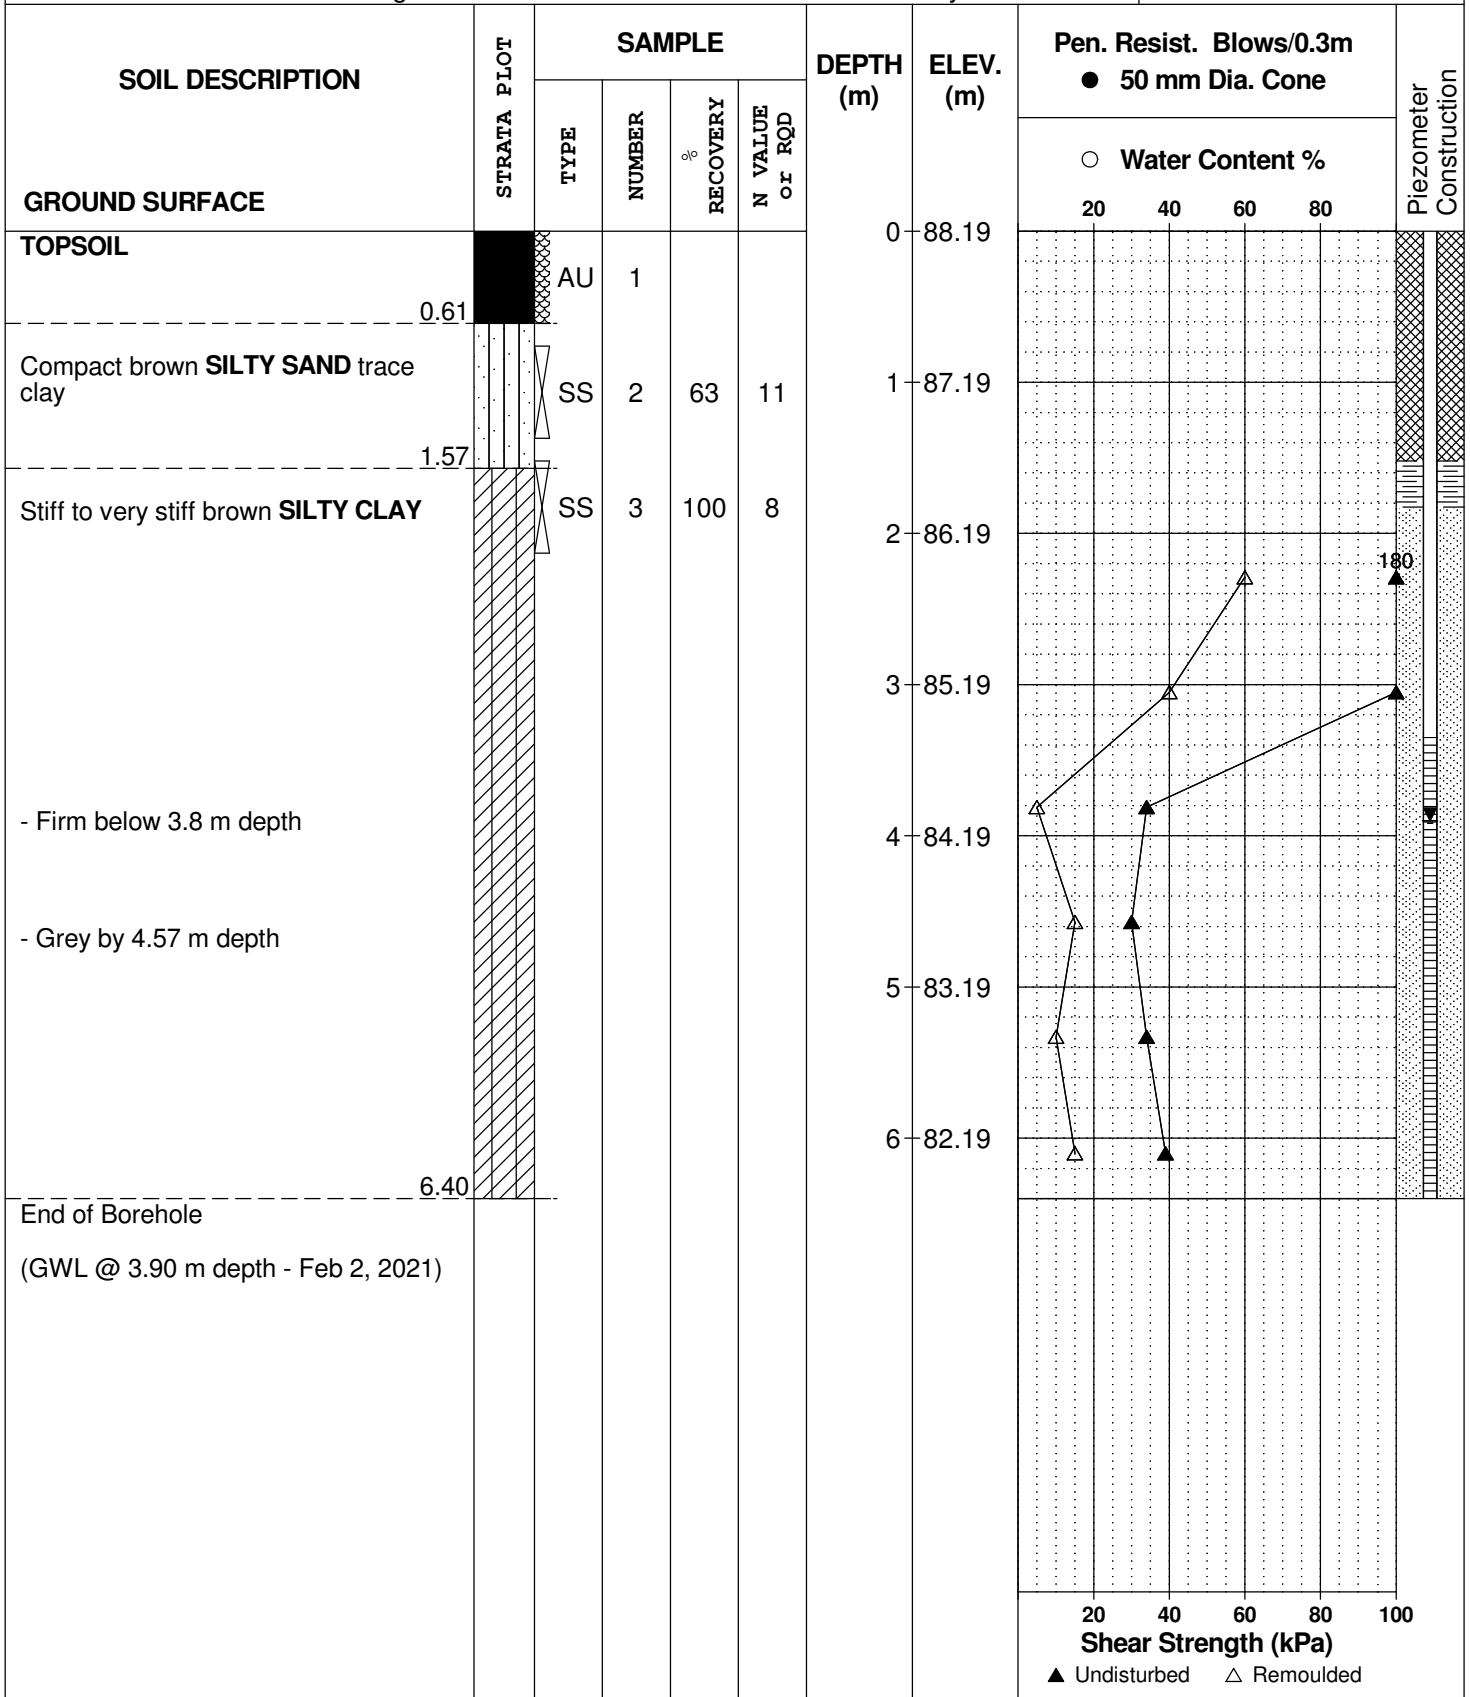 SOIL DESCRIPTION
GROUND SURFACE
STRATA PLOT
SAMPLE
TYPE
NUMBER
% RECOVERY
N VALUE or RQD
DEPTH (m)
ELEV. (m)
Pen. Resist. Blows/0.3m
● 50 mm Dia. Cone
○ Water Content %
20 40 60 80
Piezometer Construction
TOPSOIL
0 88.19
AU 1
0.61
Compact brown SILTY SAND trace
clay
SS 2 63 11
1 87.19
1.57
Stiff to very stiff brown SILTY CLAY
SS 3 100 8
2 86.19
180
3 85.19
- Firm below 3.8 m depth
4 84.19
- Grey by 4.57 m depth
5 83.19
6 82.19
6.40
End of Borehole
(GWL @ 3.90 m depth - Feb 2, 2021)
20 40 60 80 100
Shear Strength (kPa)
▲ Undisturbed △ Remoulded